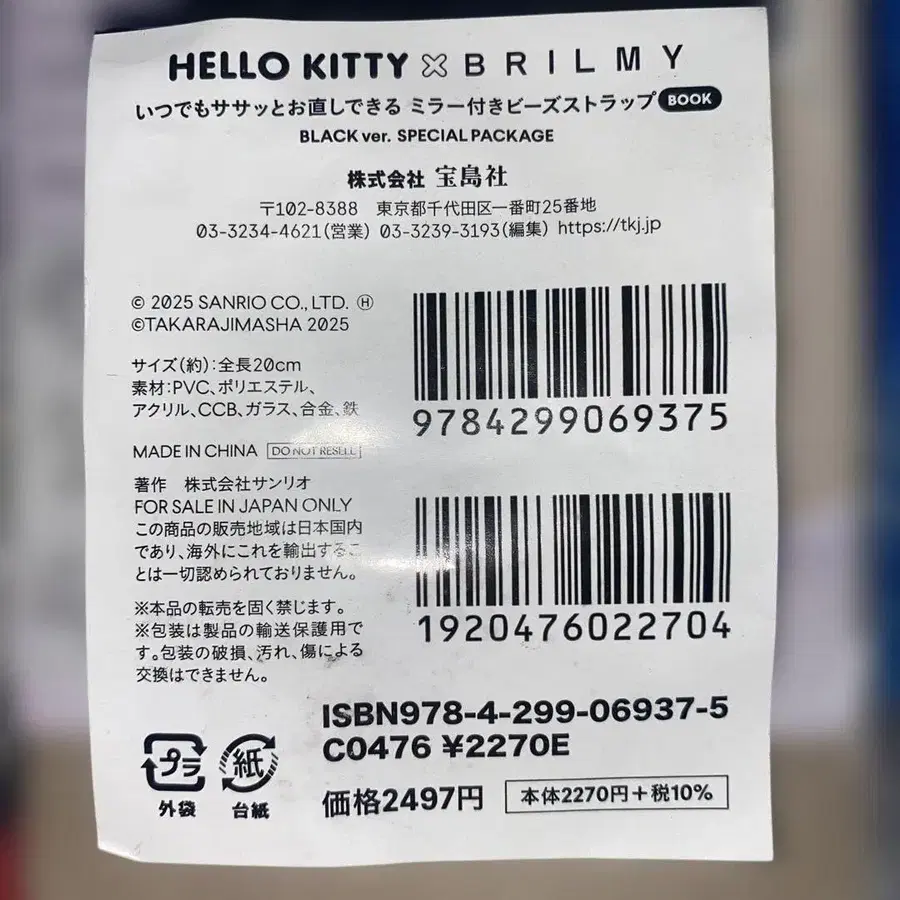 HELLO KITTY × BRILMY
いつでもササッとお直しできる ミラー付きビーズストラップ BOOK
BLACK ver. SPECIAL PACKAGE
株式会社 宝島社
〒102-8388 東京都千代田区一番町25番地
03-3234-4621(営業) 03-3239-3193(編集) https://tkj.jp
© 2025 SANRIO CO., LTD. Ⓗ
©TAKARAJIMASHA 2025
サイズ(約):全長20cm
素材:PVC、ポリエステル、
アクリル、CCB、ガラス、合金、鉄
MADE IN CHINA DO NOT RESELL
著作 株式会社サンリオ
FOR SALE IN JAPAN ONLY
この商品の販売地域は日本国内
であり、海外にこれを輸出するこ
とは一切認められておりません。
※本品の転売を固く禁じます。
※包装は製品の輸送保護用で
す。包装の破損、汚れ、傷による
交換はできません。
9784299069375
1920476022704
ISBN978-4-299-06937-5
C0476 ¥2270E
価格2497円 本体2270円+税10%
プラ 紙
外袋 台紙